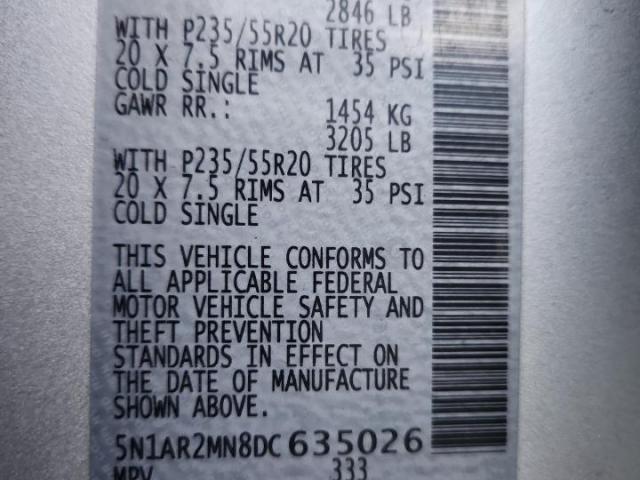 2846 LB
WITH P235/55R20 TIRES
20 X 7.5 RIMS AT 35 PSI
COLD SINGLE
GAWR RR.: 1454 KG
3205 LB
WITH P235/55R20 TIRES
20 X 7.5 RIMS AT 35 PSI
COLD SINGLE
THIS VEHICLE CONFORMS TO
ALL APPLICABLE FEDERAL
MOTOR VEHICLE SAFETY AND
THEFT PREVENTION
STANDARDS IN EFFECT ON
THE DATE OF MANUFACTURE
SHOWN ABOVE.
5N1AR2MN8DC635026
MPV 333